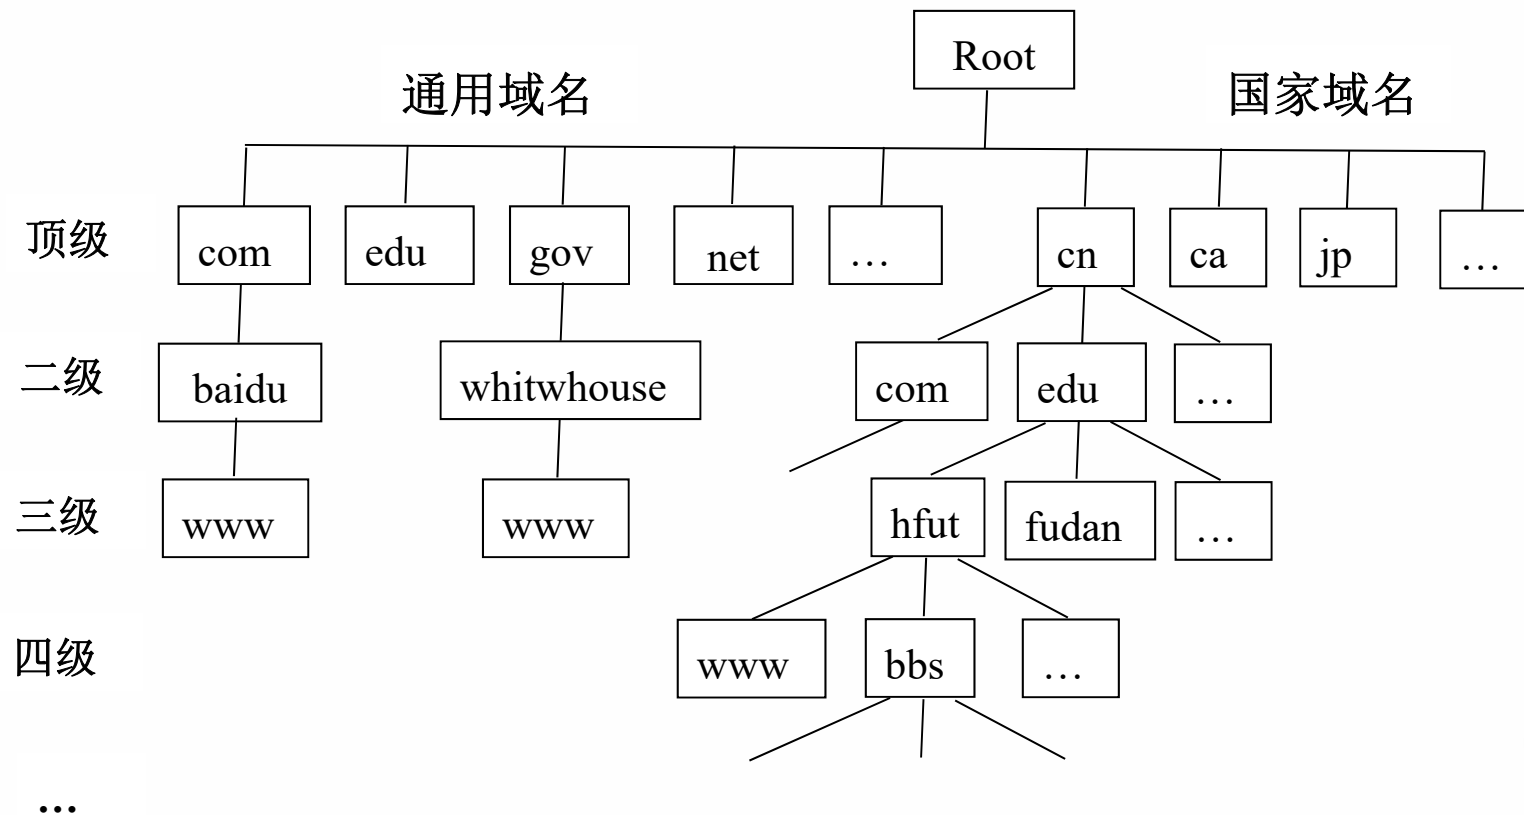 Root
通用域名 国家域名
顶级 com edu gov net … cn ca jp …
二级 baidu whitwhouse com edu …
三级 www www hfut fudan …
四级 www bbs …
...